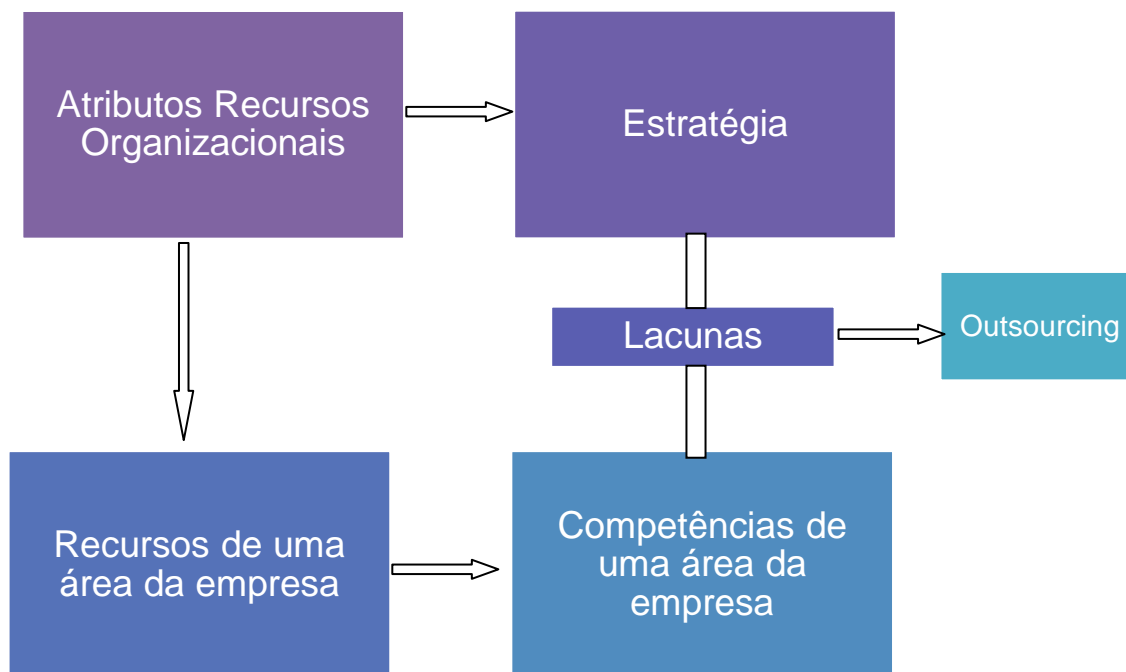 Atributos Recursos
Organizacionais
Estratégia
Lacunas
Outsourcing
Recursos de uma
área da empresa
Competências de
uma área da
empresa